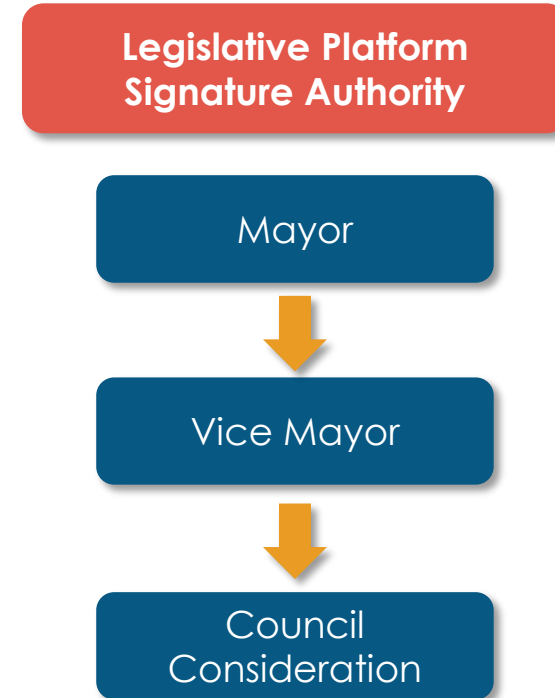 Legislative Platform
Signature Authority
Mayor
Vice Mayor
Council
Consideration